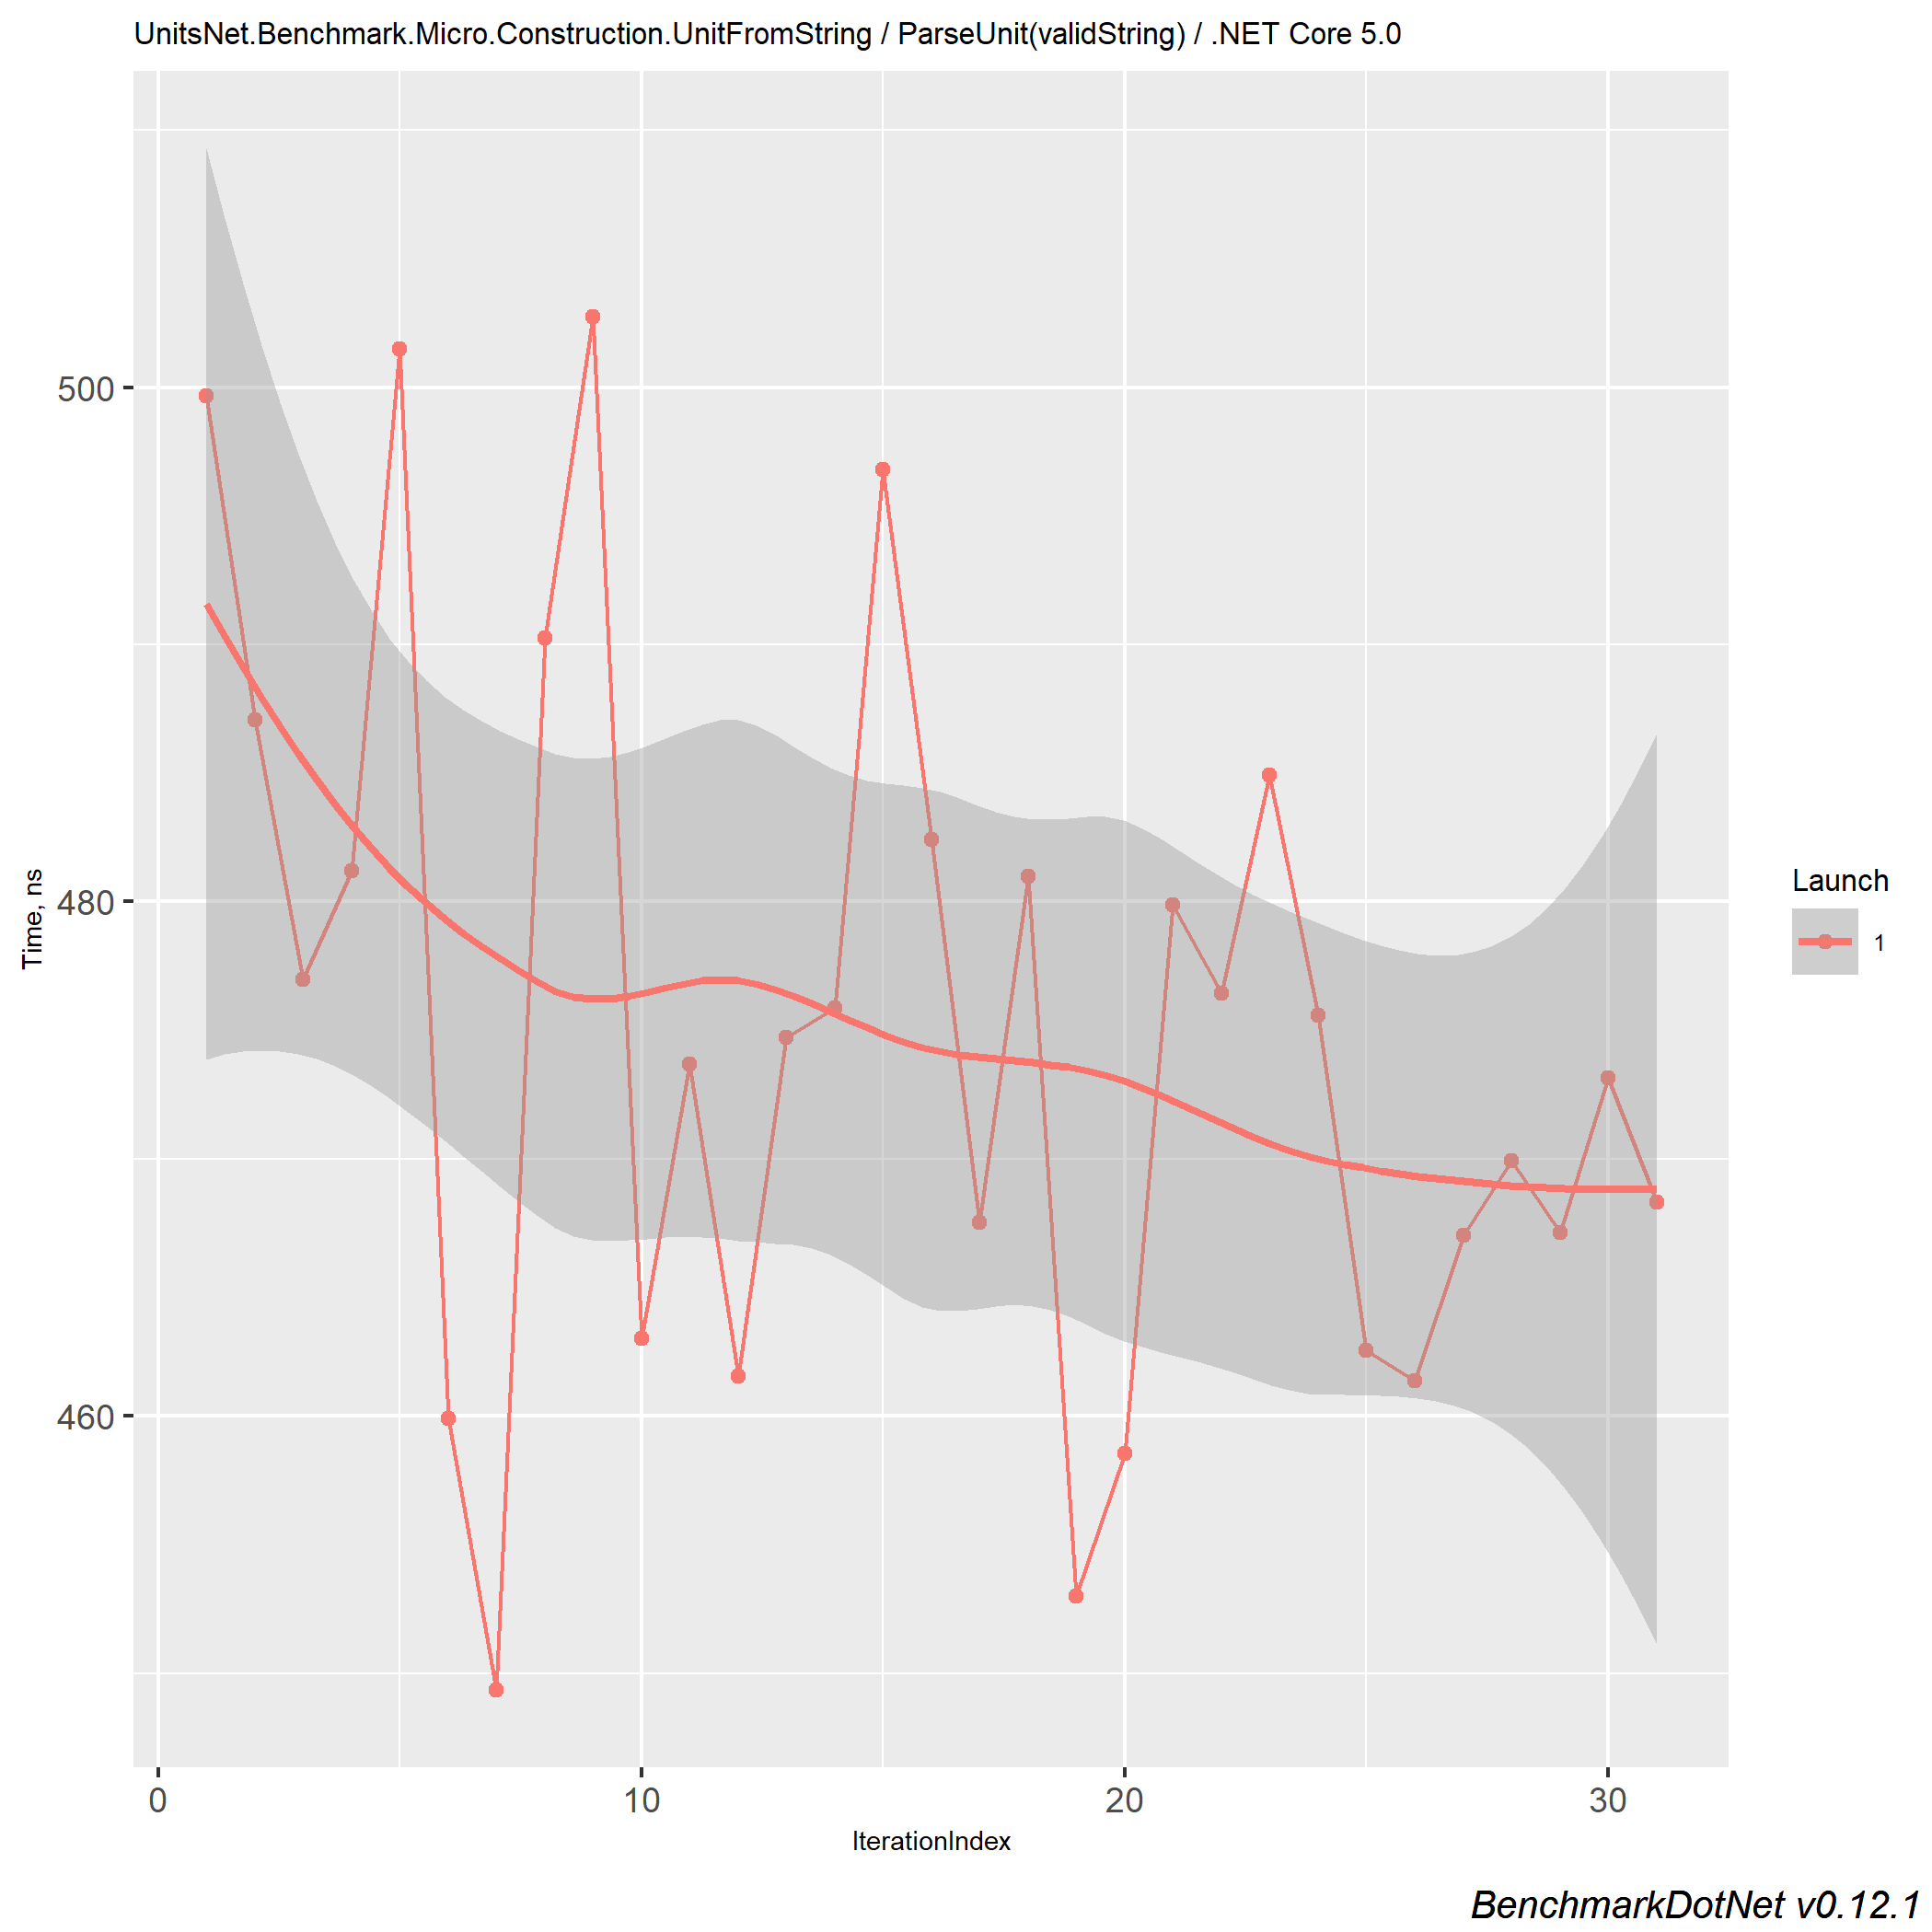 UnitsNet.Benchmark.Micro.Construction.UnitFromString / ParseUnit(validString) / .NET Core 5.0
500
480
460
Time, ns
0 10 20 30
IterationIndex
Launch
1
BenchmarkDotNet v0.12.1